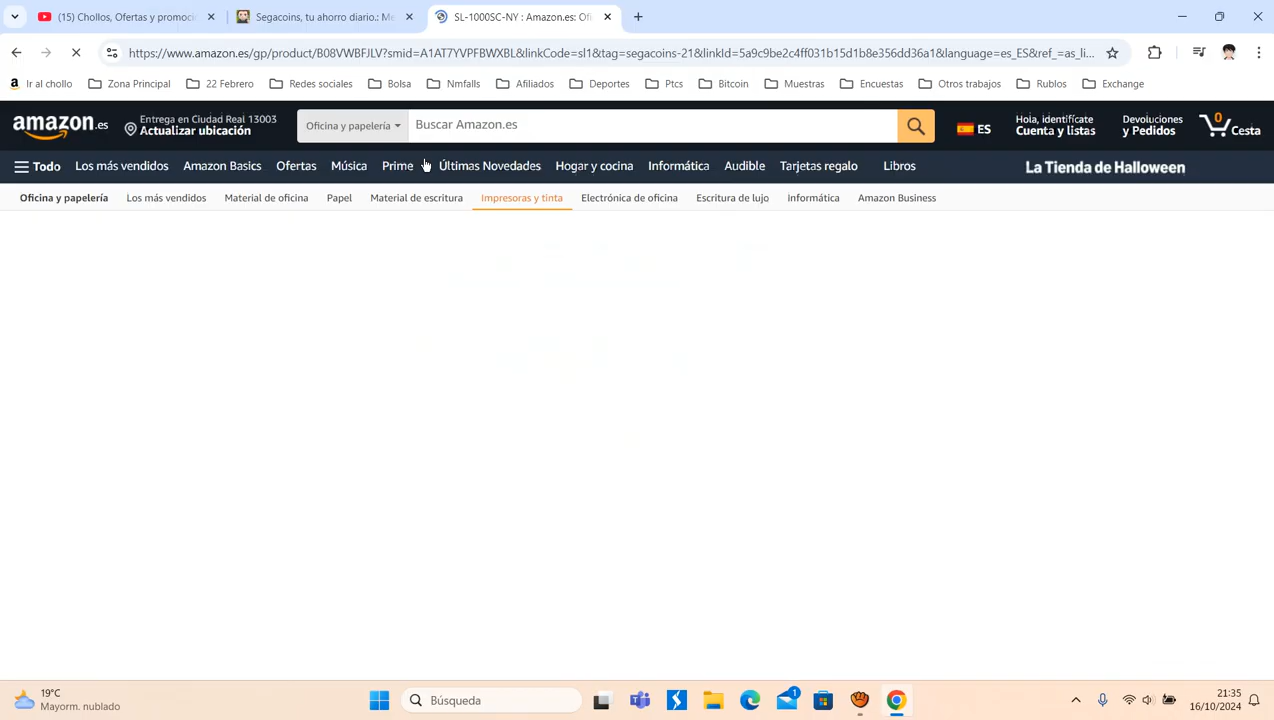 (15) Chollos, Ofertas y promoci
Segacoins, tu ahorro diario.: Me
SL-1000SC-NY : Amazon.es: Ofi
https://www.amazon.es/gp/product/B08VWBFJLV?smid=A1AT7YVPFBWXBL&linkCode=sl1&tag=segacoins-21&linkId=5a9c9be2c4ff031b15d1b8e356dd36a1&language=es_ES&ref_=as_li...
Ir al chollo Zona Principal 22 Febrero Redes sociales Bolsa Nmfalls Afiliados Deportes Ptcs Bitcoin Muestras Encuestas Otros trabajos Rublos Exchange
amazon.es
Entrega en Ciudad Real 13003
Actualizar ubicación
Oficina y papelería
Buscar Amazon.es
ES
Hola, identifícate
Cuenta y listas
Devoluciones
y Pedidos
0
Cesta
Todo Los más vendidos Amazon Basics Ofertas Música Prime Últimas Novedades Hogar y cocina Informática Audible Tarjetas regalo Libros La Tienda de Halloween
Oficina y papelería Los más vendidos Material de oficina Papel Material de escritura Impresoras y tinta Electrónica de oficina Escritura de lujo Informática Amazon Business
19°C
Mayorm. nublado
Búsqueda
1
21:35
16/10/2024